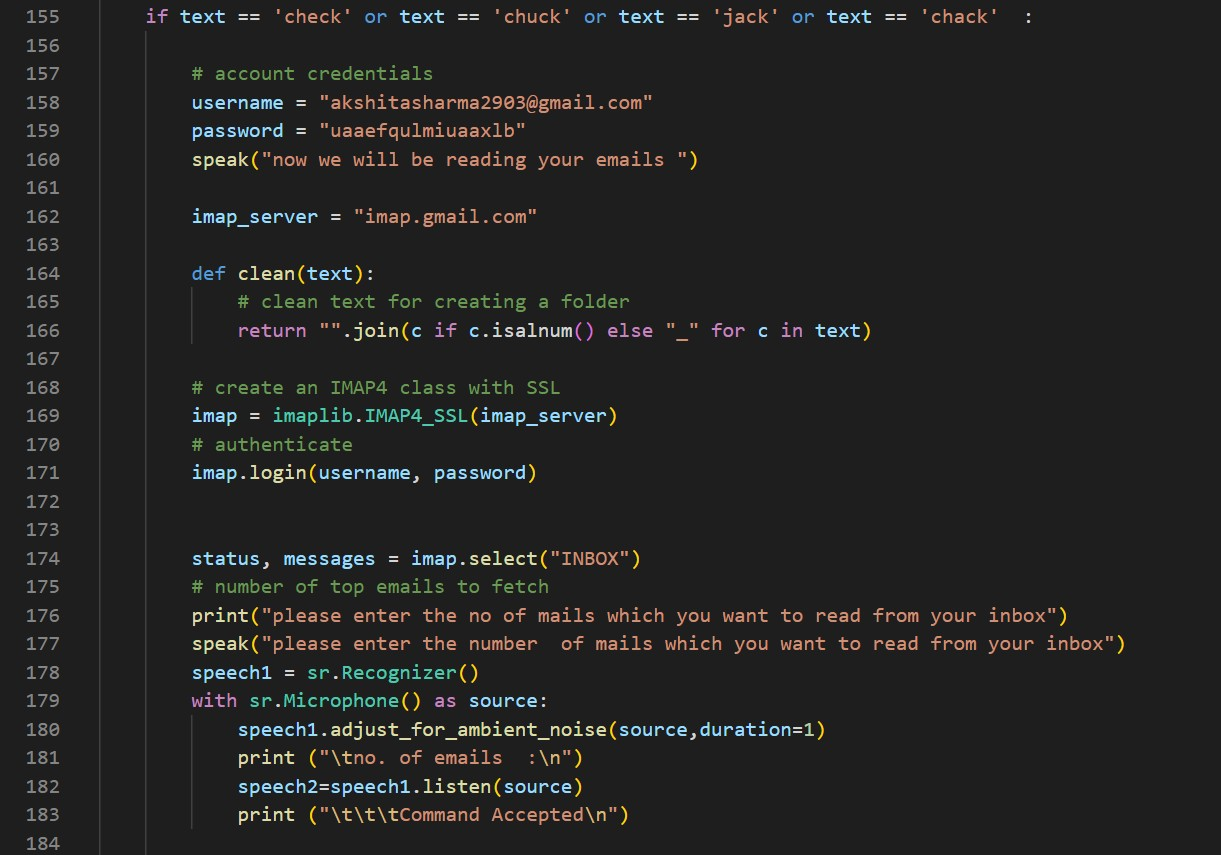 155 if text == 'check' or text == 'chuck' or text == 'jack' or text == 'chack'  :
156
157 # account credentials
158 username = "akshitasharma2903@gmail.com"
159 password = "uaaefqulmiuaaxlb"
160 speak("now we will be reading your emails ")
161
162 imap_server = "imap.gmail.com"
163
164 def clean(text):
165     # clean text for creating a folder
166     return "".join(c if c.isalnum() else "_" for c in text)
167
168 # create an IMAP4 class with SSL
169 imap = imaplib.IMAP4_SSL(imap_server)
170 # authenticate
171 imap.login(username, password)
172
173
174 status, messages = imap.select("INBOX")
175 # number of top emails to fetch
176 print("please enter the no of mails which you want to read from your inbox")
177 speak("please enter the number  of mails which you want to read from your inbox")
178 speech1 = sr.Recognizer()
179 with sr.Microphone() as source:
180     speech1.adjust_for_ambient_noise(source,duration=1)
181     print ("\tno. of emails  :\n")
182     speech2=speech1.listen(source)
183     print ("\t\t\tCommand Accepted\n")
184